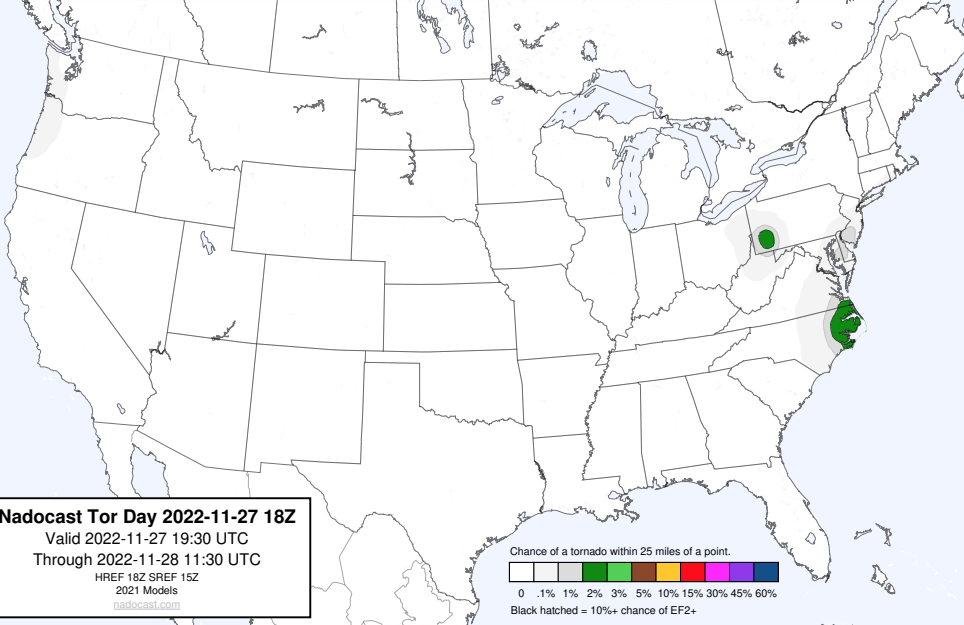 Nadocast Tor Day 2022-11-27 18Z
Valid 2022-11-27 19:30 UTC
Through 2022-11-28 11:30 UTC
HREF 18Z SREF 15Z
2021 Models
nadocast.com
Chance of a tornado within 25 miles of a point.
0 .1% 1% 2% 3% 5% 10% 15% 30% 45% 60%
Black hatched = 10%+ chance of EF2+